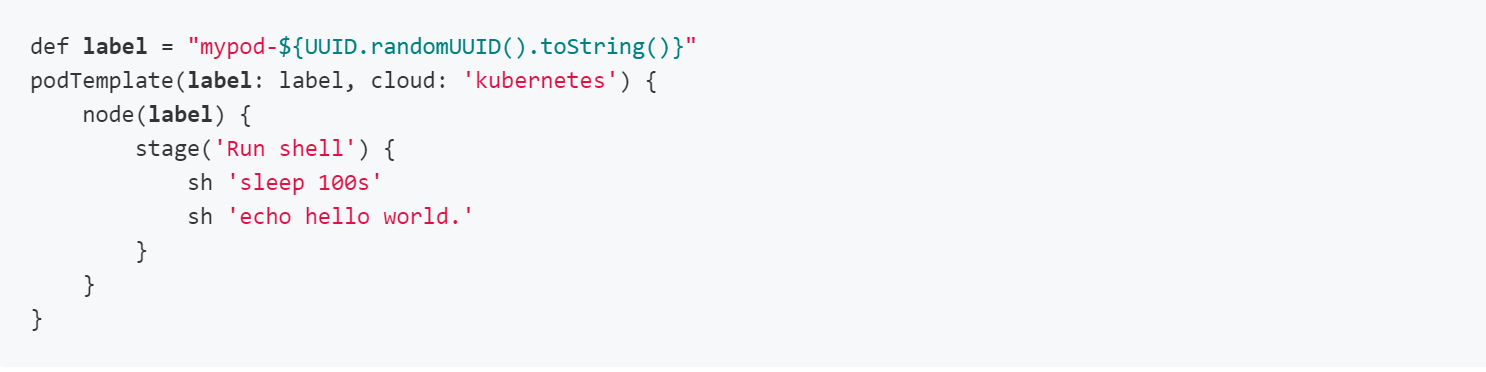 def label = "mypod-${UUID.randomUUID().toString()}"
podTemplate(label: label, cloud: 'kubernetes') {
    node(label) {
        stage('Run shell') {
            sh 'sleep 100s'
            sh 'echo hello world.'
        }
    }
}